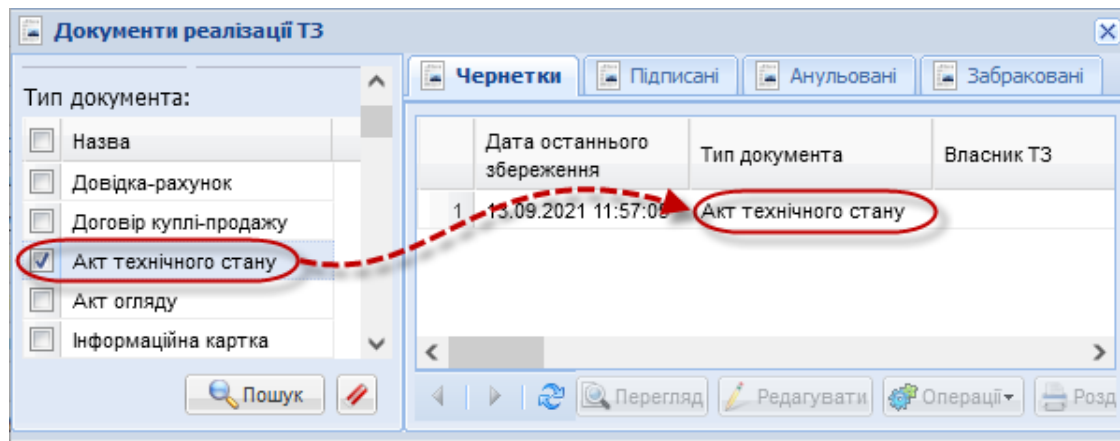 Документи реалізації ТЗ
Тип документа:
Назва
Довідка-рахунок
Договір куплі-продажу
Акт технічного стану
Акт огляду
Інформаційна картка
Пошук
Чернетки Підписані Анульовані Забраковані
Дата останнього
збереження
Тип документа Власник ТЗ
1 13.09.2021 11:57:08 Акт технічного стану
Перегляд Редагувати Операції Розд